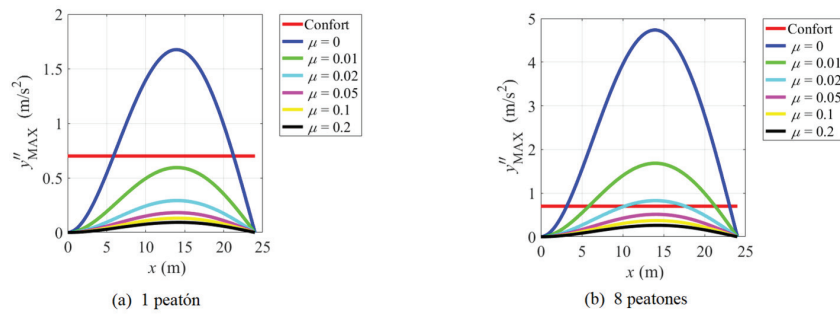 2
1.5
1
0.5
0
0 5 10 15 20 25
y″MAX (m/s²)
x (m)
Confort
μ = 0
μ = 0.01
μ = 0.02
μ = 0.05
μ = 0.1
μ = 0.2
(a) 1 peatón
5
4
3
2
1
0
0 5 10 15 20 25
y″MAX (m/s²)
x (m)
Confort
μ = 0
μ = 0.01
μ = 0.02
μ = 0.05
μ = 0.1
μ = 0.2
(b) 8 peatones